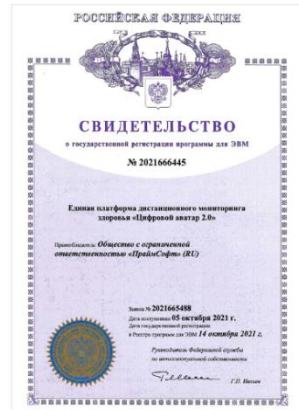 РОССИЙСКАЯ ФЕДЕРАЦИЯ
СВИДЕТЕЛЬСТВО
о государственной регистрации программы для ЭВМ
№ 2021666445
Единая платформа дистанционного мониторинга
здоровья «Цифровой аватар 2.0»
Правообладатель: Общество с ограниченной
ответственностью «ПраймСофт» (RU)
Заявка № 2021665488
Дата поступления 05 октября 2021 г.
Дата государственной регистрации
в Реестре программ для ЭВМ 14 октября 2021 г.
Руководитель Федеральной службы
по интеллектуальной собственности
Г.П. Ивлиев